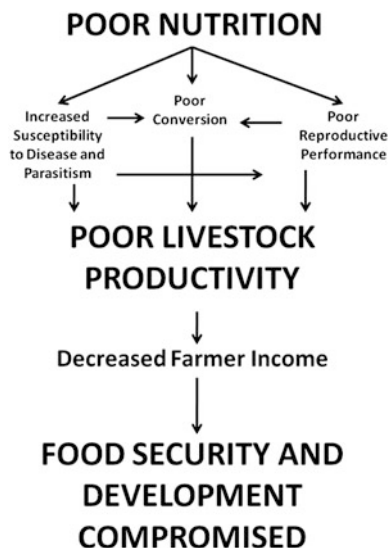 POOR NUTRITION
Increased
Susceptibility
to Disease and
Parasitism
Poor
Conversion
Poor
Reproductive
Performance
POOR LIVESTOCK
PRODUCTIVITY
Decreased Farmer Income
FOOD SECURITY AND
DEVELOPMENT
COMPROMISED